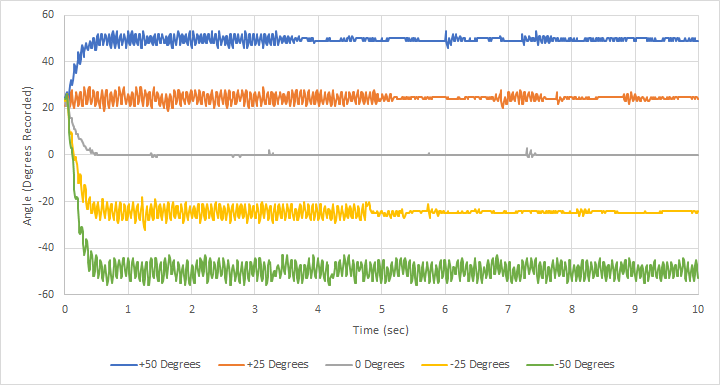 60
40
20
0
-20
-40
-60
Angle (Degrees Recorded)
0 1 2 3 4 5 6 7 8 9 10
Time (sec)
+50 Degrees +25 Degrees 0 Degrees -25 Degrees -50 Degrees